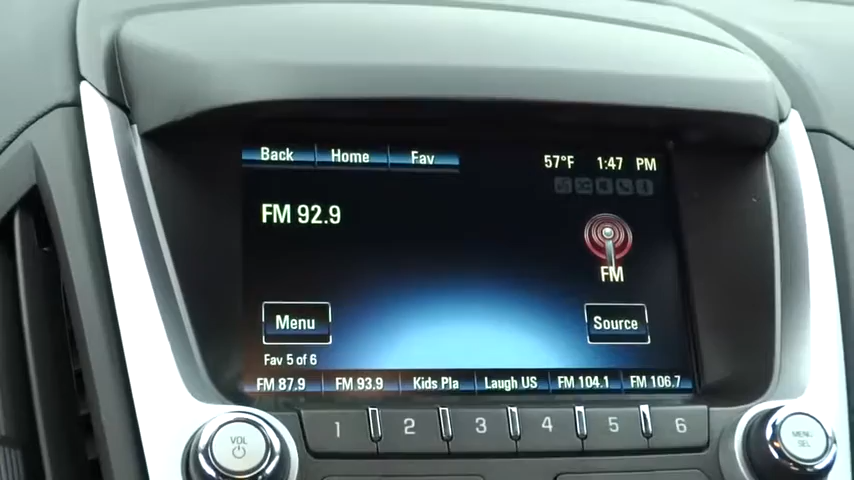 Back Home Fav 57°F 1:47 PM
FM 92.9
FM
Menu Source
Fav 5 of 6
FM 87.9 FM 93.9 Kids Pla Laugh US FM 104.1 FM 106.7
1 2 3 4 5 6
VOL
MENU
SEL